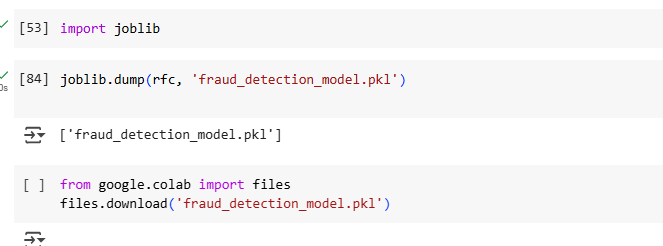 [53] import joblib
[84] joblib.dump(rfc, 'fraud_detection_model.pkl')
0s
['fraud_detection_model.pkl']
[ ] from google.colab import files
files.download('fraud_detection_model.pkl')